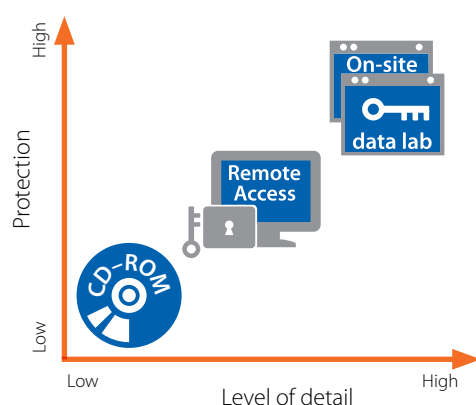 High
On-site
data lab
Remote
Access
Protection
CD–ROM
Low
Low
High
Level of detail